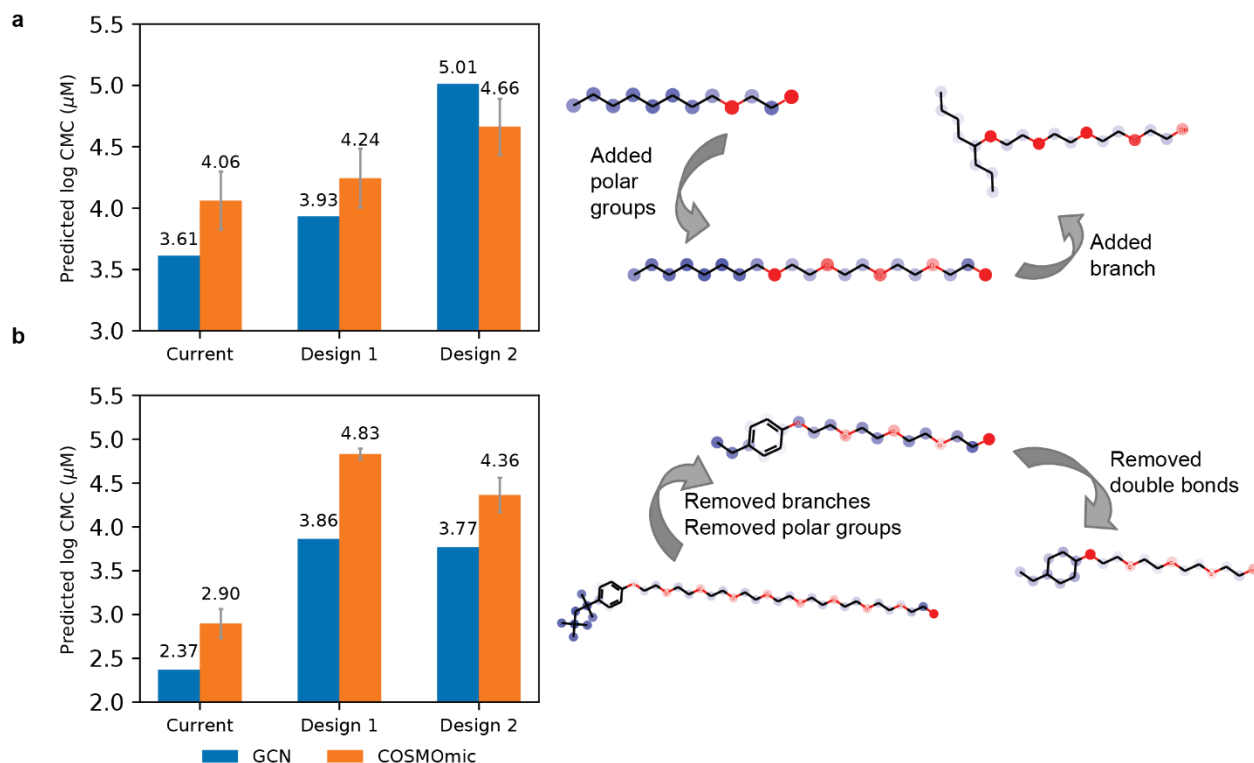 a
Predicted log CMC (μM)
5.5
5.0
4.5
4.0
3.5
3.0
3.61
4.06
3.93
4.24
5.01
4.66
Current
Design 1
Design 2
Added
polar
groups
Added
branch
b
Predicted log CMC (μM)
5.5
5.0
4.5
4.0
3.5
3.0
2.5
2.0
2.37
2.90
3.86
4.83
3.77
4.36
Current
Design 1
Design 2
GCN
COSMOmic
Removed branches
Removed polar groups
Removed
double bonds